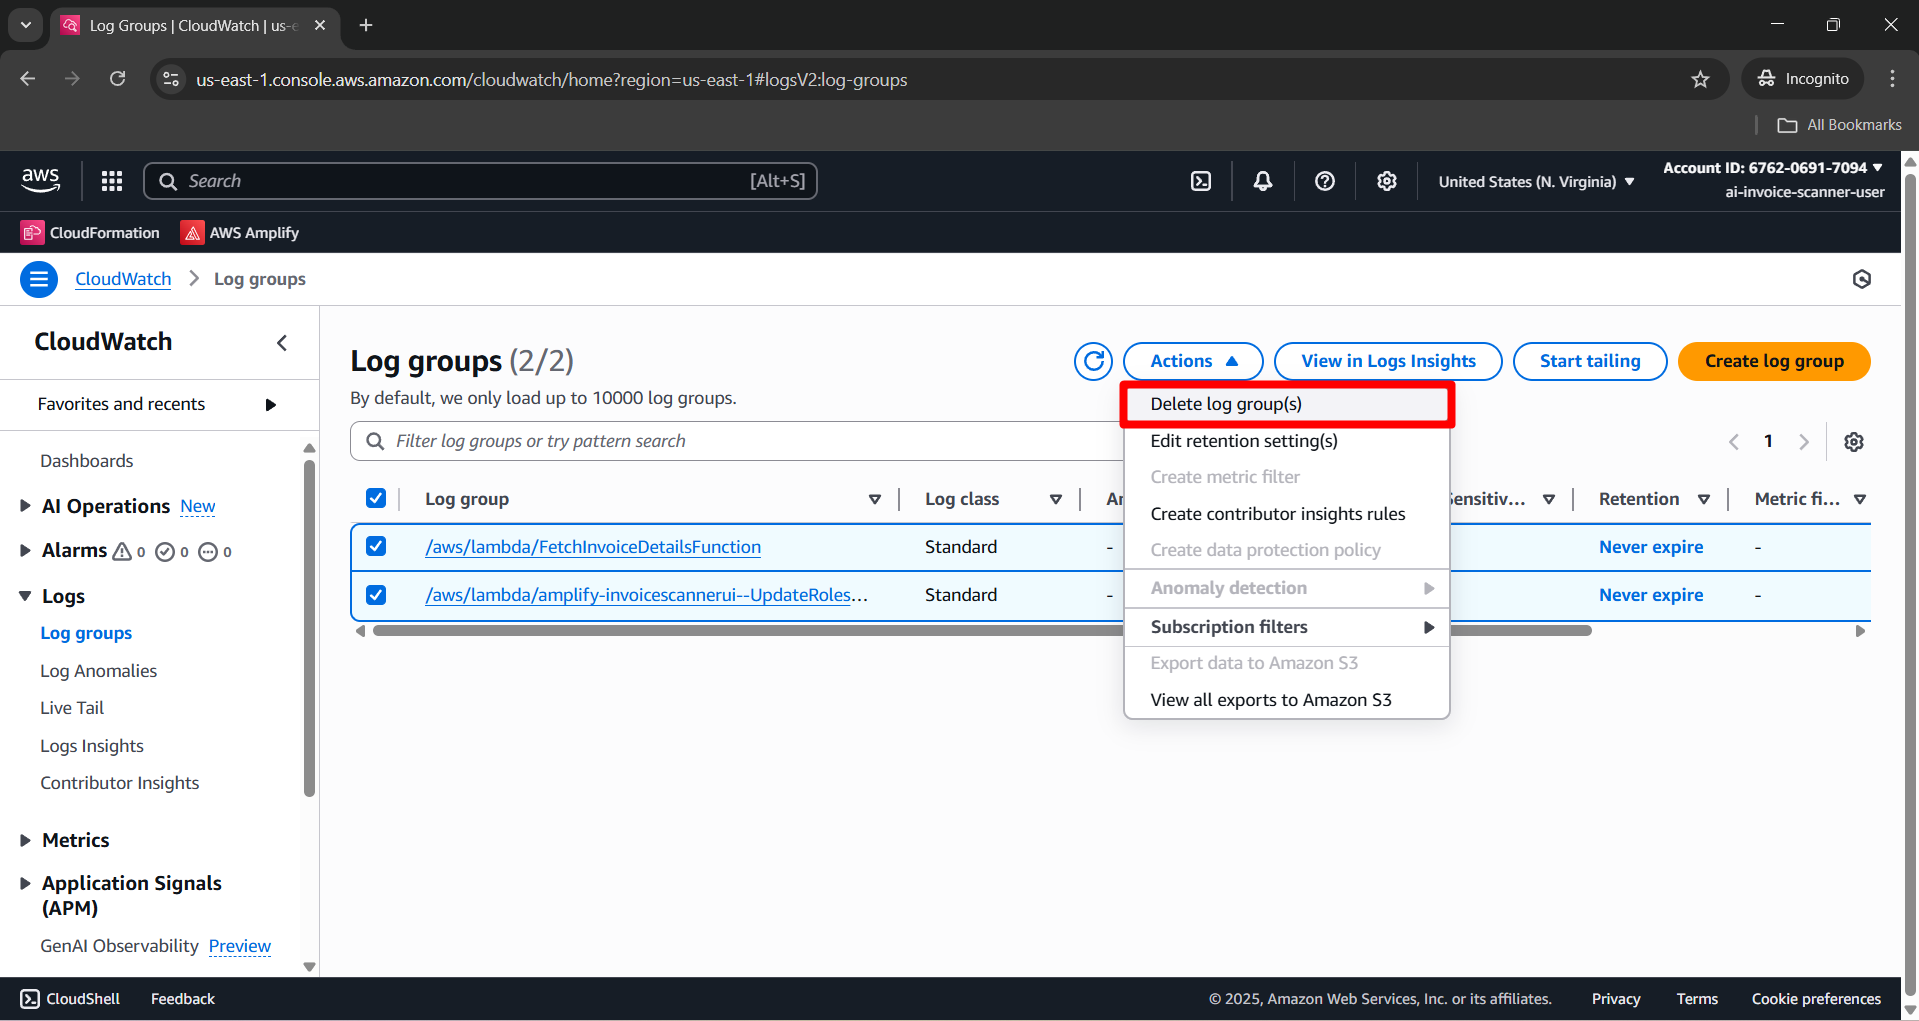 Log Groups | CloudWatch | us-e
us-east-1.console.aws.amazon.com/cloudwatch/home?region=us-east-1#logsV2:log-groups
Incognito
All Bookmarks
aws
Search
[Alt+S]
United States (N. Virginia)
Account ID: 6762-0691-7094
ai-invoice-scanner-user
CloudFormation
AWS Amplify
CloudWatch
Log groups
CloudWatch
Favorites and recents
Dashboards
AI Operations New
Alarms 0 0 0
Logs
Log groups
Log Anomalies
Live Tail
Logs Insights
Contributor Insights
Metrics
Application Signals
(APM)
GenAI Observability Preview
Log groups (2/2)
By default, we only load up to 10000 log groups.
Actions
View in Logs Insights
Start tailing
Create log group
Filter log groups or try pattern search
1
Delete log group(s)
Edit retention setting(s)
Create metric filter
Create contributor insights rules
Create data protection policy
Anomaly detection
Subscription filters
Export data to Amazon S3
View all exports to Amazon S3
Log group Log class Retention Metric fi...
/aws/lambda/FetchInvoiceDetailsFunction Standard - Never expire -
/aws/lambda/amplify-invoicescannerui--UpdateRoles... Standard - Never expire -
CloudShell
Feedback
© 2025, Amazon Web Services, Inc. or its affiliates.
Privacy
Terms
Cookie preferences